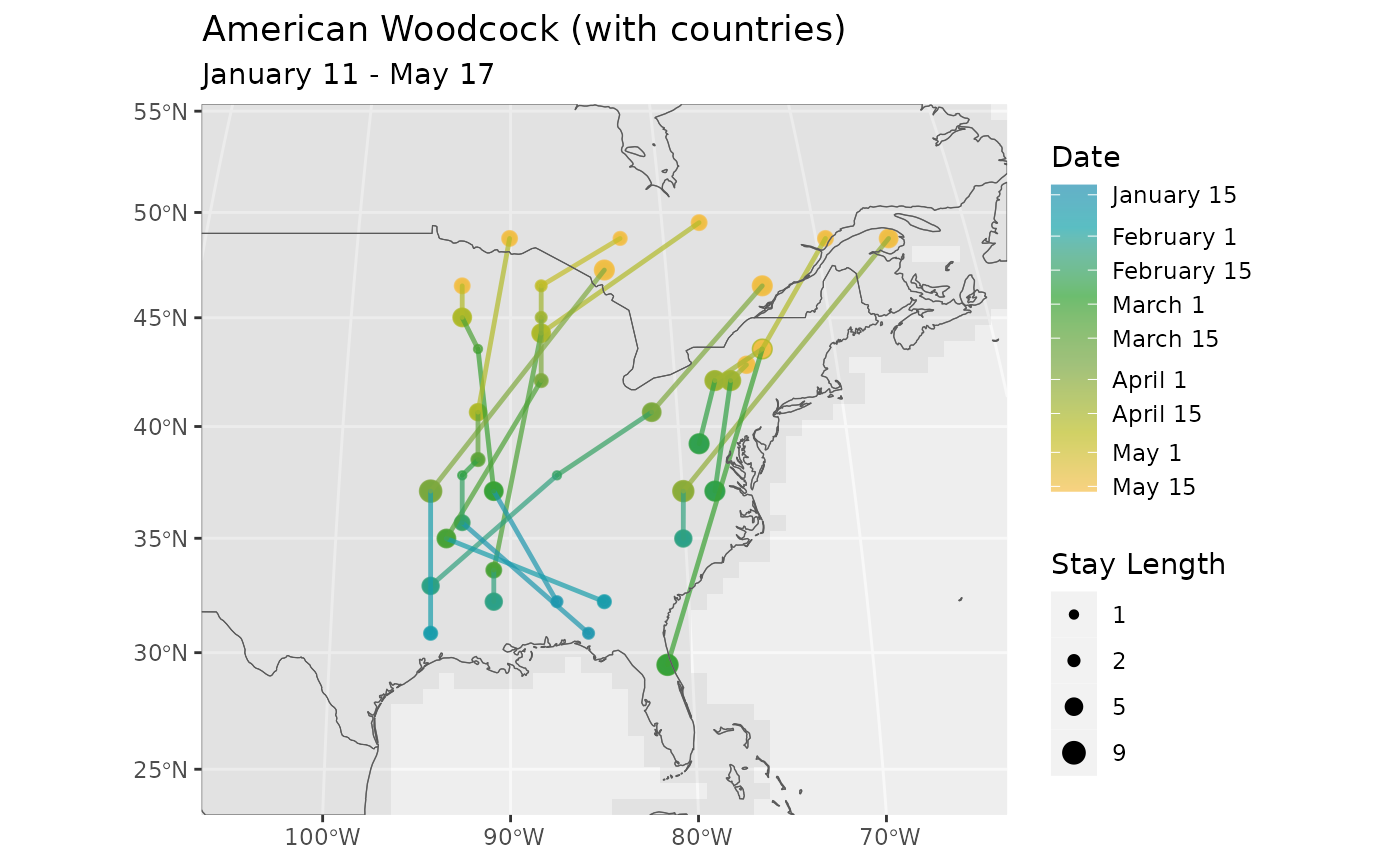 American Woodcock (with countries)
January 11 - May 17
55°N
50°N
45°N
40°N
35°N
30°N
25°N
100°W
90°W
80°W
70°W
Date
January 15
February 1
February 15
March 1
March 15
April 1
April 15
May 1
May 15
Stay Length
1
2
5
9